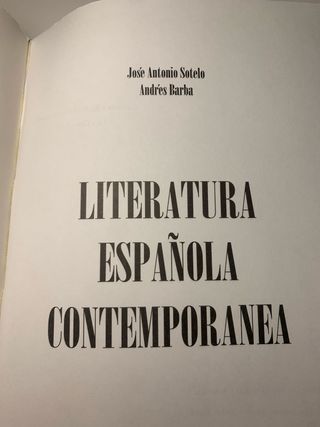 José Antonio Sotelo
Andrés Barba
LITERATURA
ESPAÑOLA
CONTEMPORANEA